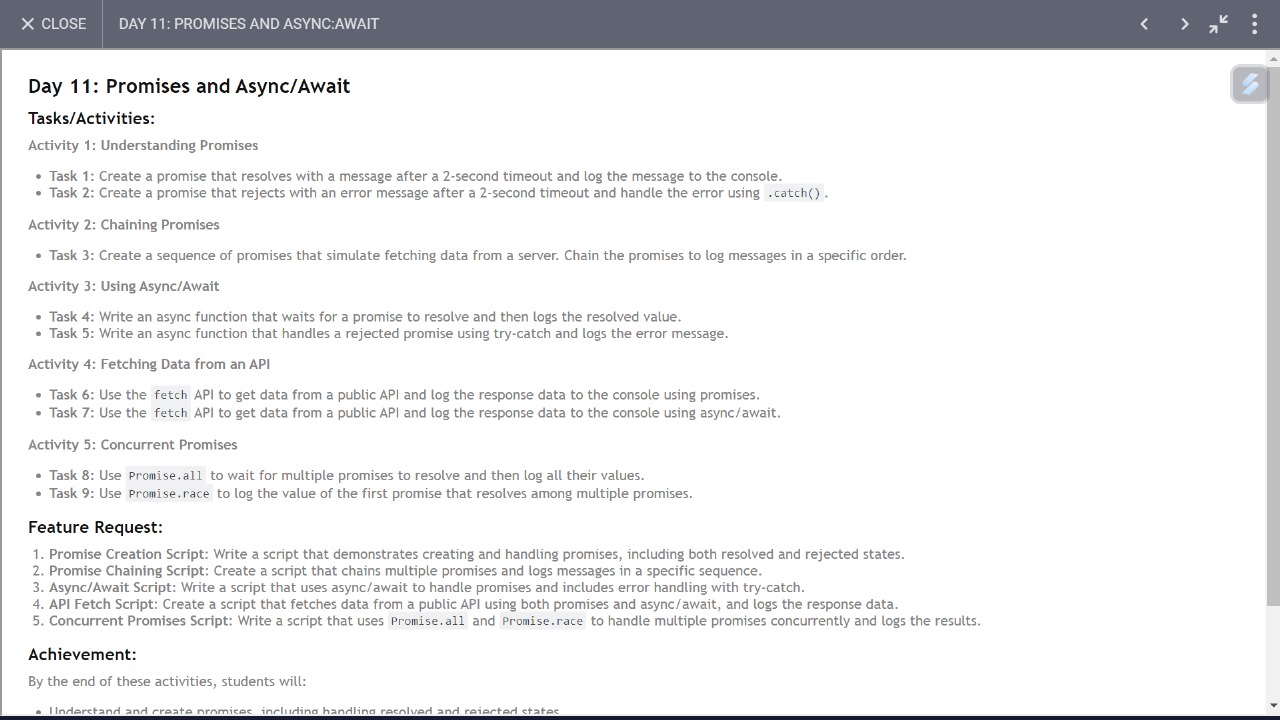 CLOSE
DAY 11: PROMISES AND ASYNC:AWAIT
Day 11: Promises and Async/Await
Tasks/Activities:
Activity 1: Understanding Promises
• Task 1: Create a promise that resolves with a message after a 2-second timeout and log the message to the console.
• Task 2: Create a promise that rejects with an error message after a 2-second timeout and handle the error using .catch().
Activity 2: Chaining Promises
• Task 3: Create a sequence of promises that simulate fetching data from a server. Chain the promises to log messages in a specific order.
Activity 3: Using Async/Await
• Task 4: Write an async function that waits for a promise to resolve and then logs the resolved value.
• Task 5: Write an async function that handles a rejected promise using try-catch and logs the error message.
Activity 4: Fetching Data from an API
• Task 6: Use the fetch API to get data from a public API and log the response data to the console using promises.
• Task 7: Use the fetch API to get data from a public API and log the response data to the console using async/await.
Activity 5: Concurrent Promises
• Task 8: Use Promise.all to wait for multiple promises to resolve and then log all their values.
• Task 9: Use Promise.race to log the value of the first promise that resolves among multiple promises.
Feature Request:
1. Promise Creation Script: Write a script that demonstrates creating and handling promises, including both resolved and rejected states.
2. Promise Chaining Script: Create a script that chains multiple promises and logs messages in a specific sequence.
3. Async/Await Script: Write a script that uses async/await to handle promises and includes error handling with try-catch.
4. API Fetch Script: Create a script that fetches data from a public API using both promises and async/await, and logs the response data.
5. Concurrent Promises Script: Write a script that uses Promise.all and Promise.race to handle multiple promises concurrently and logs the results.
Achievement:
By the end of these activities, students will:
• Understand and create promises, including handling resolved and rejected states.